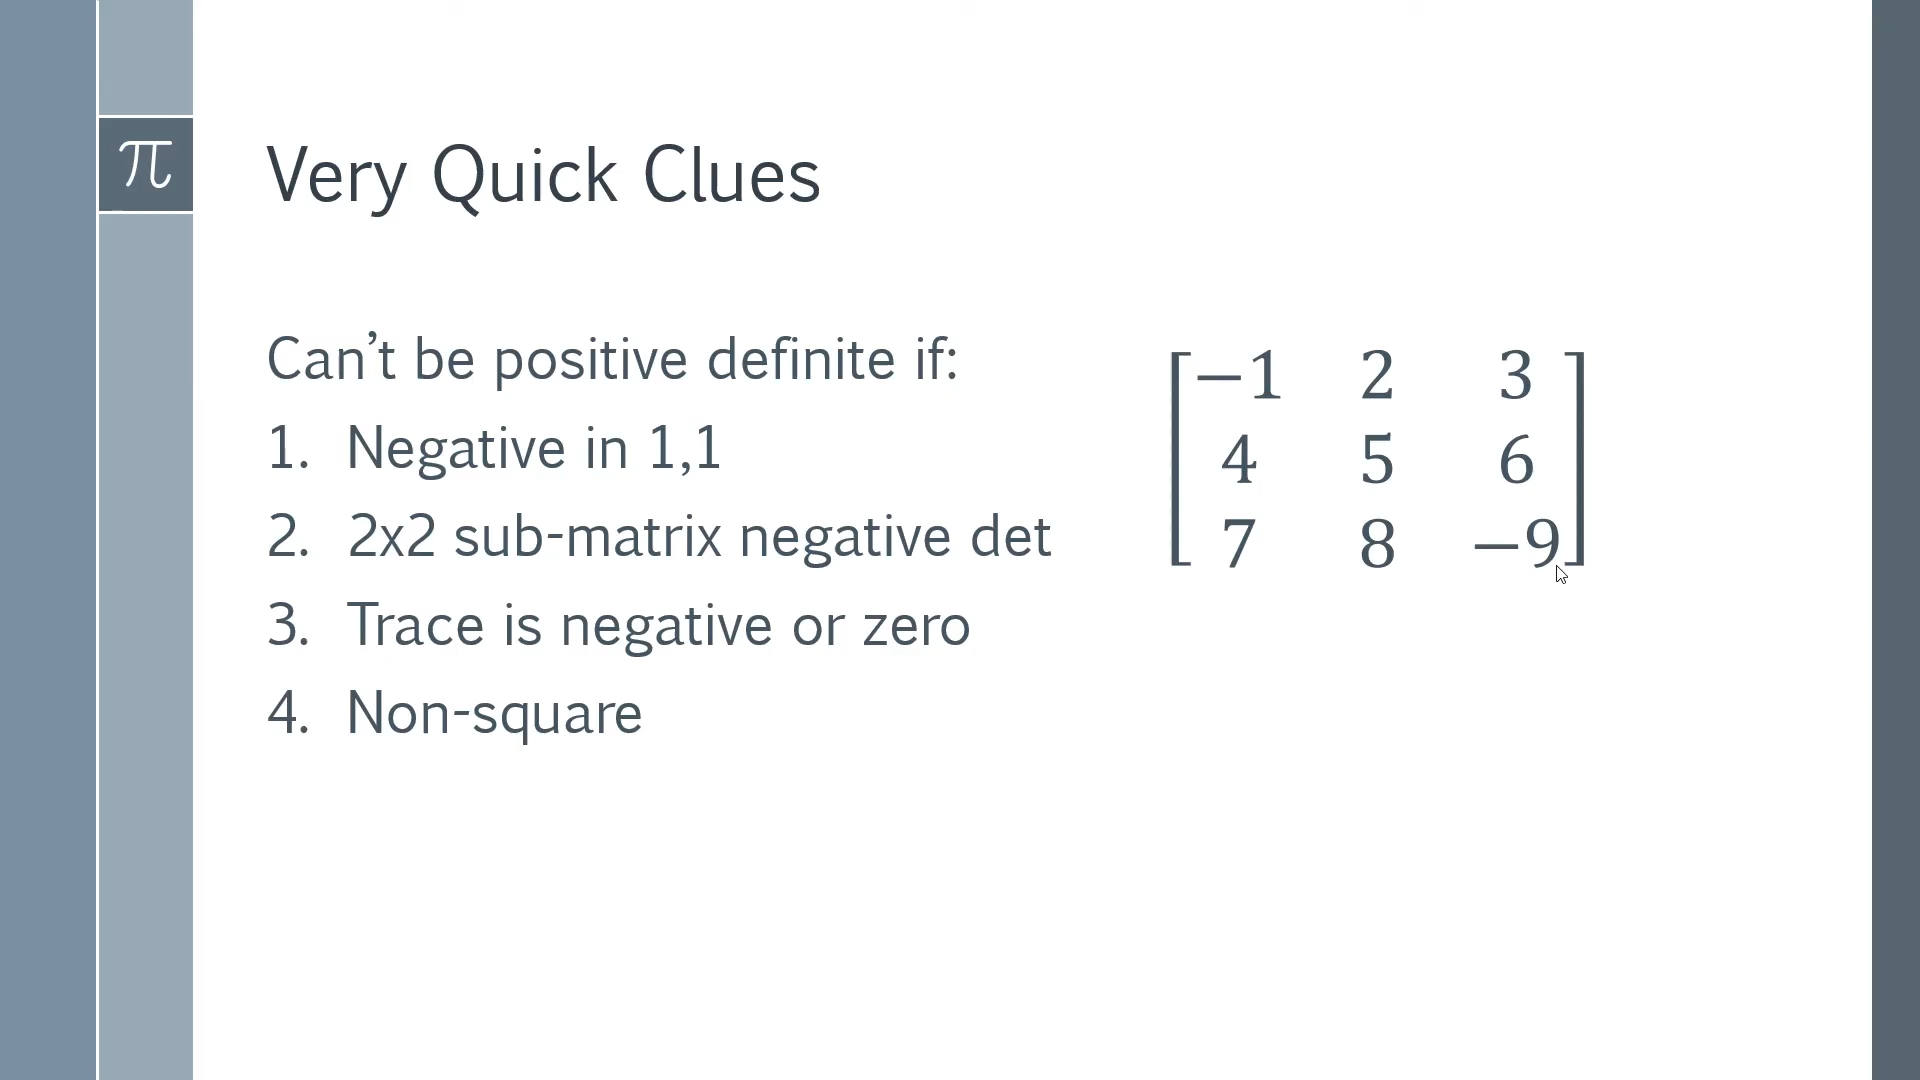 π
Very Quick Clues
Can’t be positive definite if:
1. Negative in 1,1
2. 2x2 sub-matrix negative det
3. Trace is negative or zero
4. Non-square
−1 2 3
4 5 6
7 8 −9